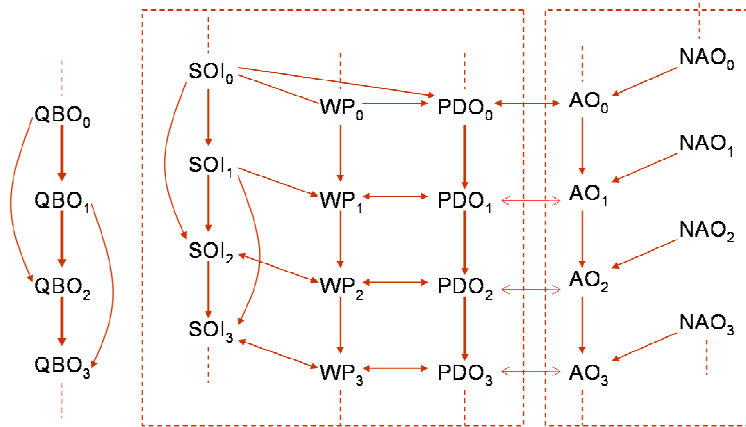 NAO₀
SOI₀
QBO₀
WP₀
PDO₀
AO₀
NAO₁
SOI₁
QBO₁
WP₁
PDO₁
AO₁
NAO₂
SOI₂
QBO₂
WP₂
PDO₂
AO₂
NAO₃
SOI₃
QBO₃
WP₃
PDO₃
AO₃